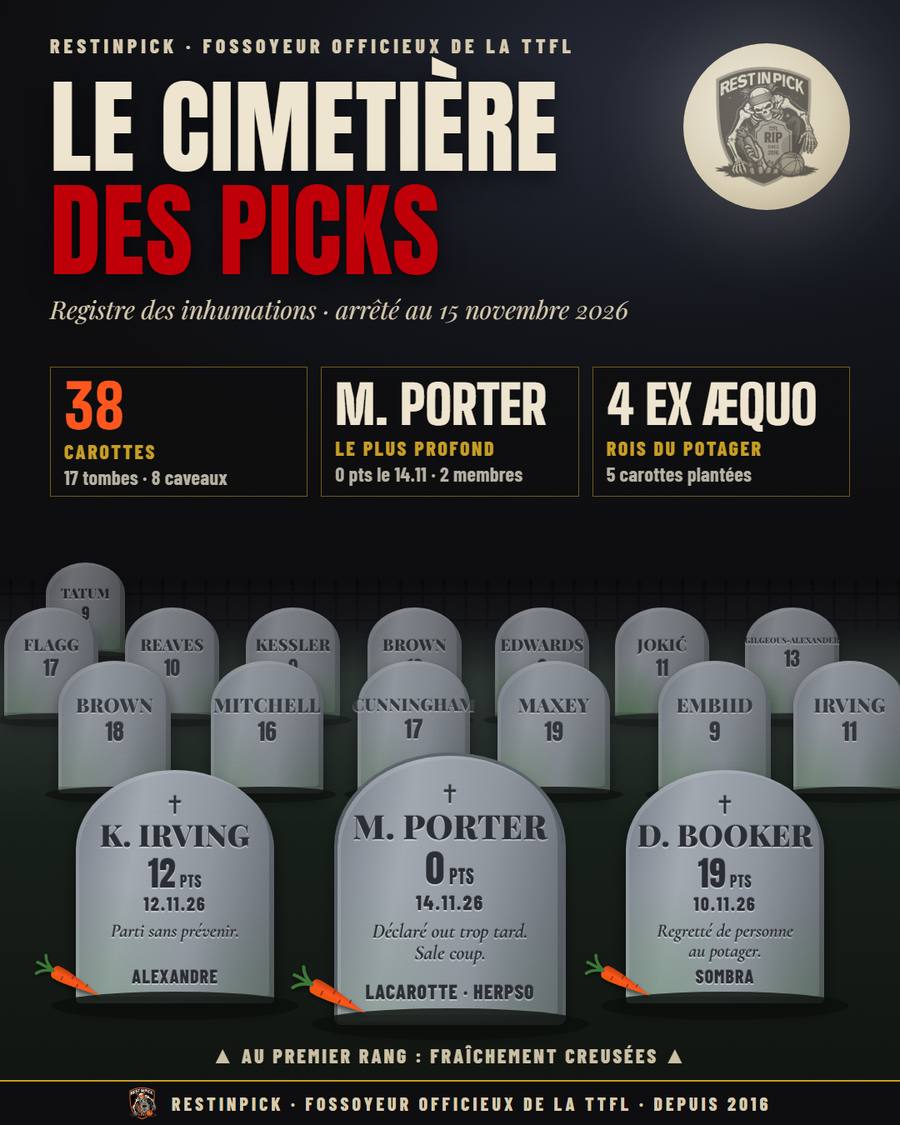 RESTINPICK · FOSSOYEUR OFFICIEUX DE LA TTFL
LE CIMETIÈRE
DES PICKS
REST IN PICK
RIP
Registre des inhumations · arrêté au 15 novembre 2026
38
CAROTTES
17 tombes · 8 caveaux
M. PORTER
LE PLUS PROFOND
0 pts le 14.11 · 2 membres
4 EX ÆQUO
ROIS DU POTAGER
5 carottes plantées
TATUM
9
FLAGG
17
REAVES
10
KESSLER
BROWN
EDWARDS
JOKIĆ
11
GILGEOUS-ALEXANDER
13
BROWN
18
MITCHELL
16
CUNNINGHAM
17
MAXEY
19
EMBIID
9
IRVING
11
†
K. IRVING
12 PTS
12.11.26
Parti sans prévenir.
ALEXANDRE
†
M. PORTER
0 PTS
14.11.26
Déclaré out trop tard.
Sale coup.
LACAROTTE · HERPSO
†
D. BOOKER
19 PTS
10.11.26
Regretté de personne
au potager.
SOMBRA
▲ AU PREMIER RANG : FRAÎCHEMENT CREUSÉES ▲
RESTINPICK · FOSSOYEUR OFFICIEUX DE LA TTFL · DEPUIS 2016